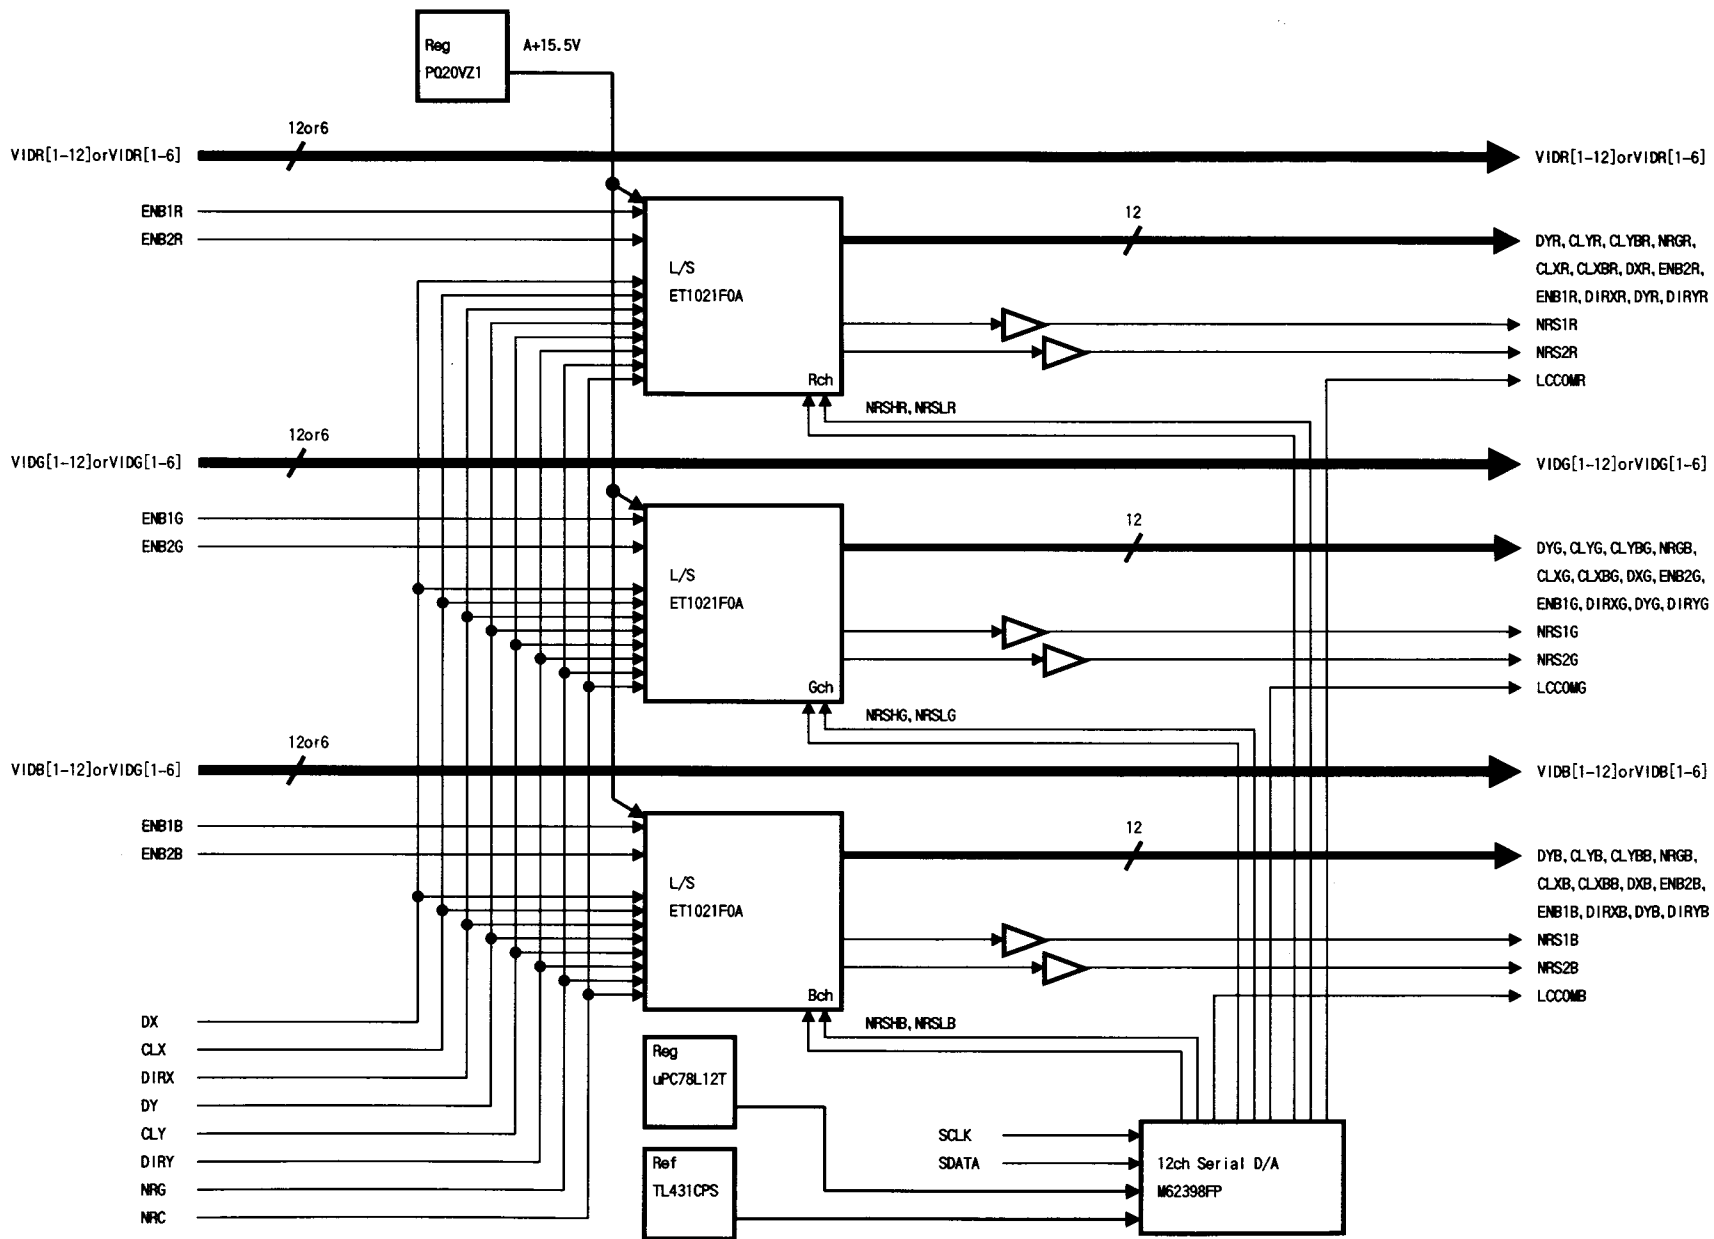 Reg
PQ20VZ1
A+15.5V
12or6
VIDR[1-12]orVIDR[1-6]
VIDR[1-12]orVIDR[1-6]
ENB1R
ENB2R
L/S
ET1021F0A
Rch
12
DYR, CLYR, CLYBR, NRGR,
CLXR, CLXBR, DXR, ENB2R,
ENB1R, DIRXR, DYR, DIRYR
NRS1R
NRS2R
LCCOMR
NRSHR, NRSLR
12or6
VIDG[1-12]orVIDG[1-6]
VIDG[1-12]orVIDG[1-6]
ENB1G
ENB2G
L/S
ET1021F0A
Gch
12
DYG, CLYG, CLYBG, NRGB,
CLXG, CLXBG, DXG, ENB2G,
ENB1G, DIRXG, DYG, DIRYG
NRS1G
NRS2G
LCCOMG
NRSHG, NRSLG
12or6
VIDB[1-12]orVIDG[1-6]
VIDB[1-12]orVIDB[1-6]
ENB1B
ENB2B
L/S
ET1021F0A
Bch
12
DYB, CLYB, CLYBB, NRGB,
CLXB, CLXBB, DXB, ENB2B,
ENB1B, DIRXB, DYB, DIRYB
NRS1B
NRS2B
LCCOMB
NRSHB, NRSLB
DX
CLX
DIRX
DY
CLY
DIRY
NRG
NRC
Reg
uPC78L12T
Ref
TL431CPS
SCLK
SDATA
12ch Serial D/A
M62398FP